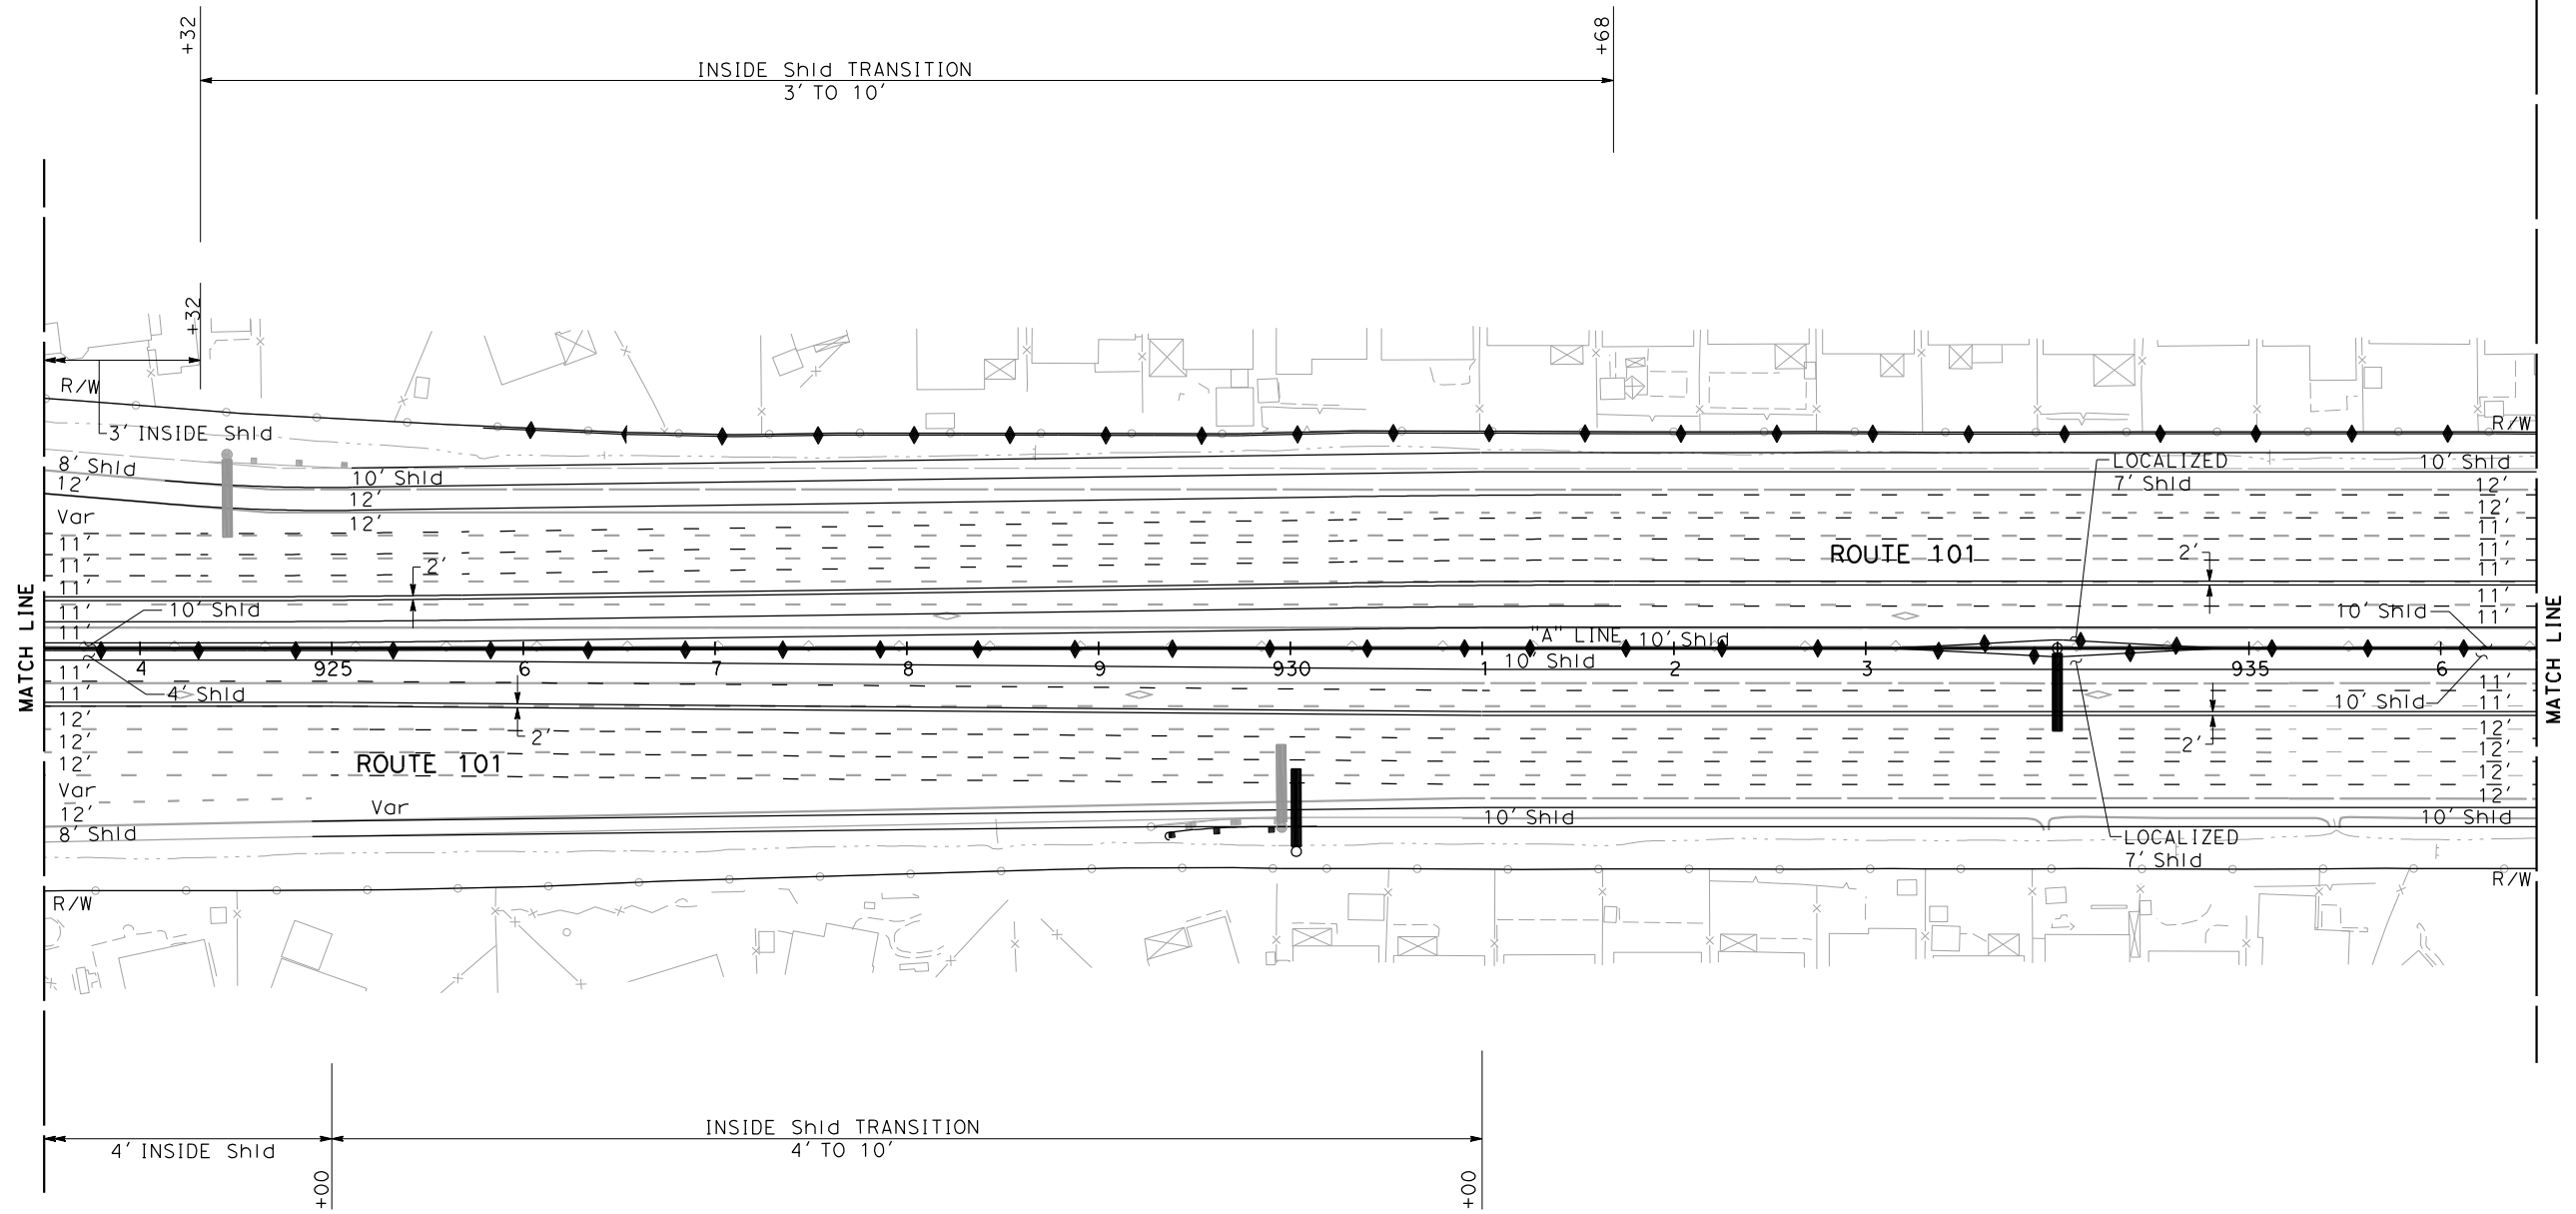 +32
+68
INSIDE Shld TRANSITION
3' TO 10'
+32
R/W
3' INSIDE Shld
R/W
8' Shld
10' Shld
LOCALIZED
7' Shld
10' Shld
12'
12'
12'
12'
12'
Var
11'
11'
11'
11'
11'
11'
2'
ROUTE 101
2'
11'
11'
11'
11'
11'
10' Shld
10' Shld
MATCH LINE
"A" LINE
10' Shld
MATCH LINE
4
925
6
7
8
9
930
10' Shld
1
2
3
935
6
11'
11'
4' Shld
11'
11'
10' Shld
12'
12'
12'
2'
2'
12'
12'
12'
12'
ROUTE 101
Var
12'
Var
8' Shld
10' Shld
10' Shld
LOCALIZED
7' Shld
R/W
R/W
4' INSIDE Shld
INSIDE Shld TRANSITION
4' TO 10'
+00
+00